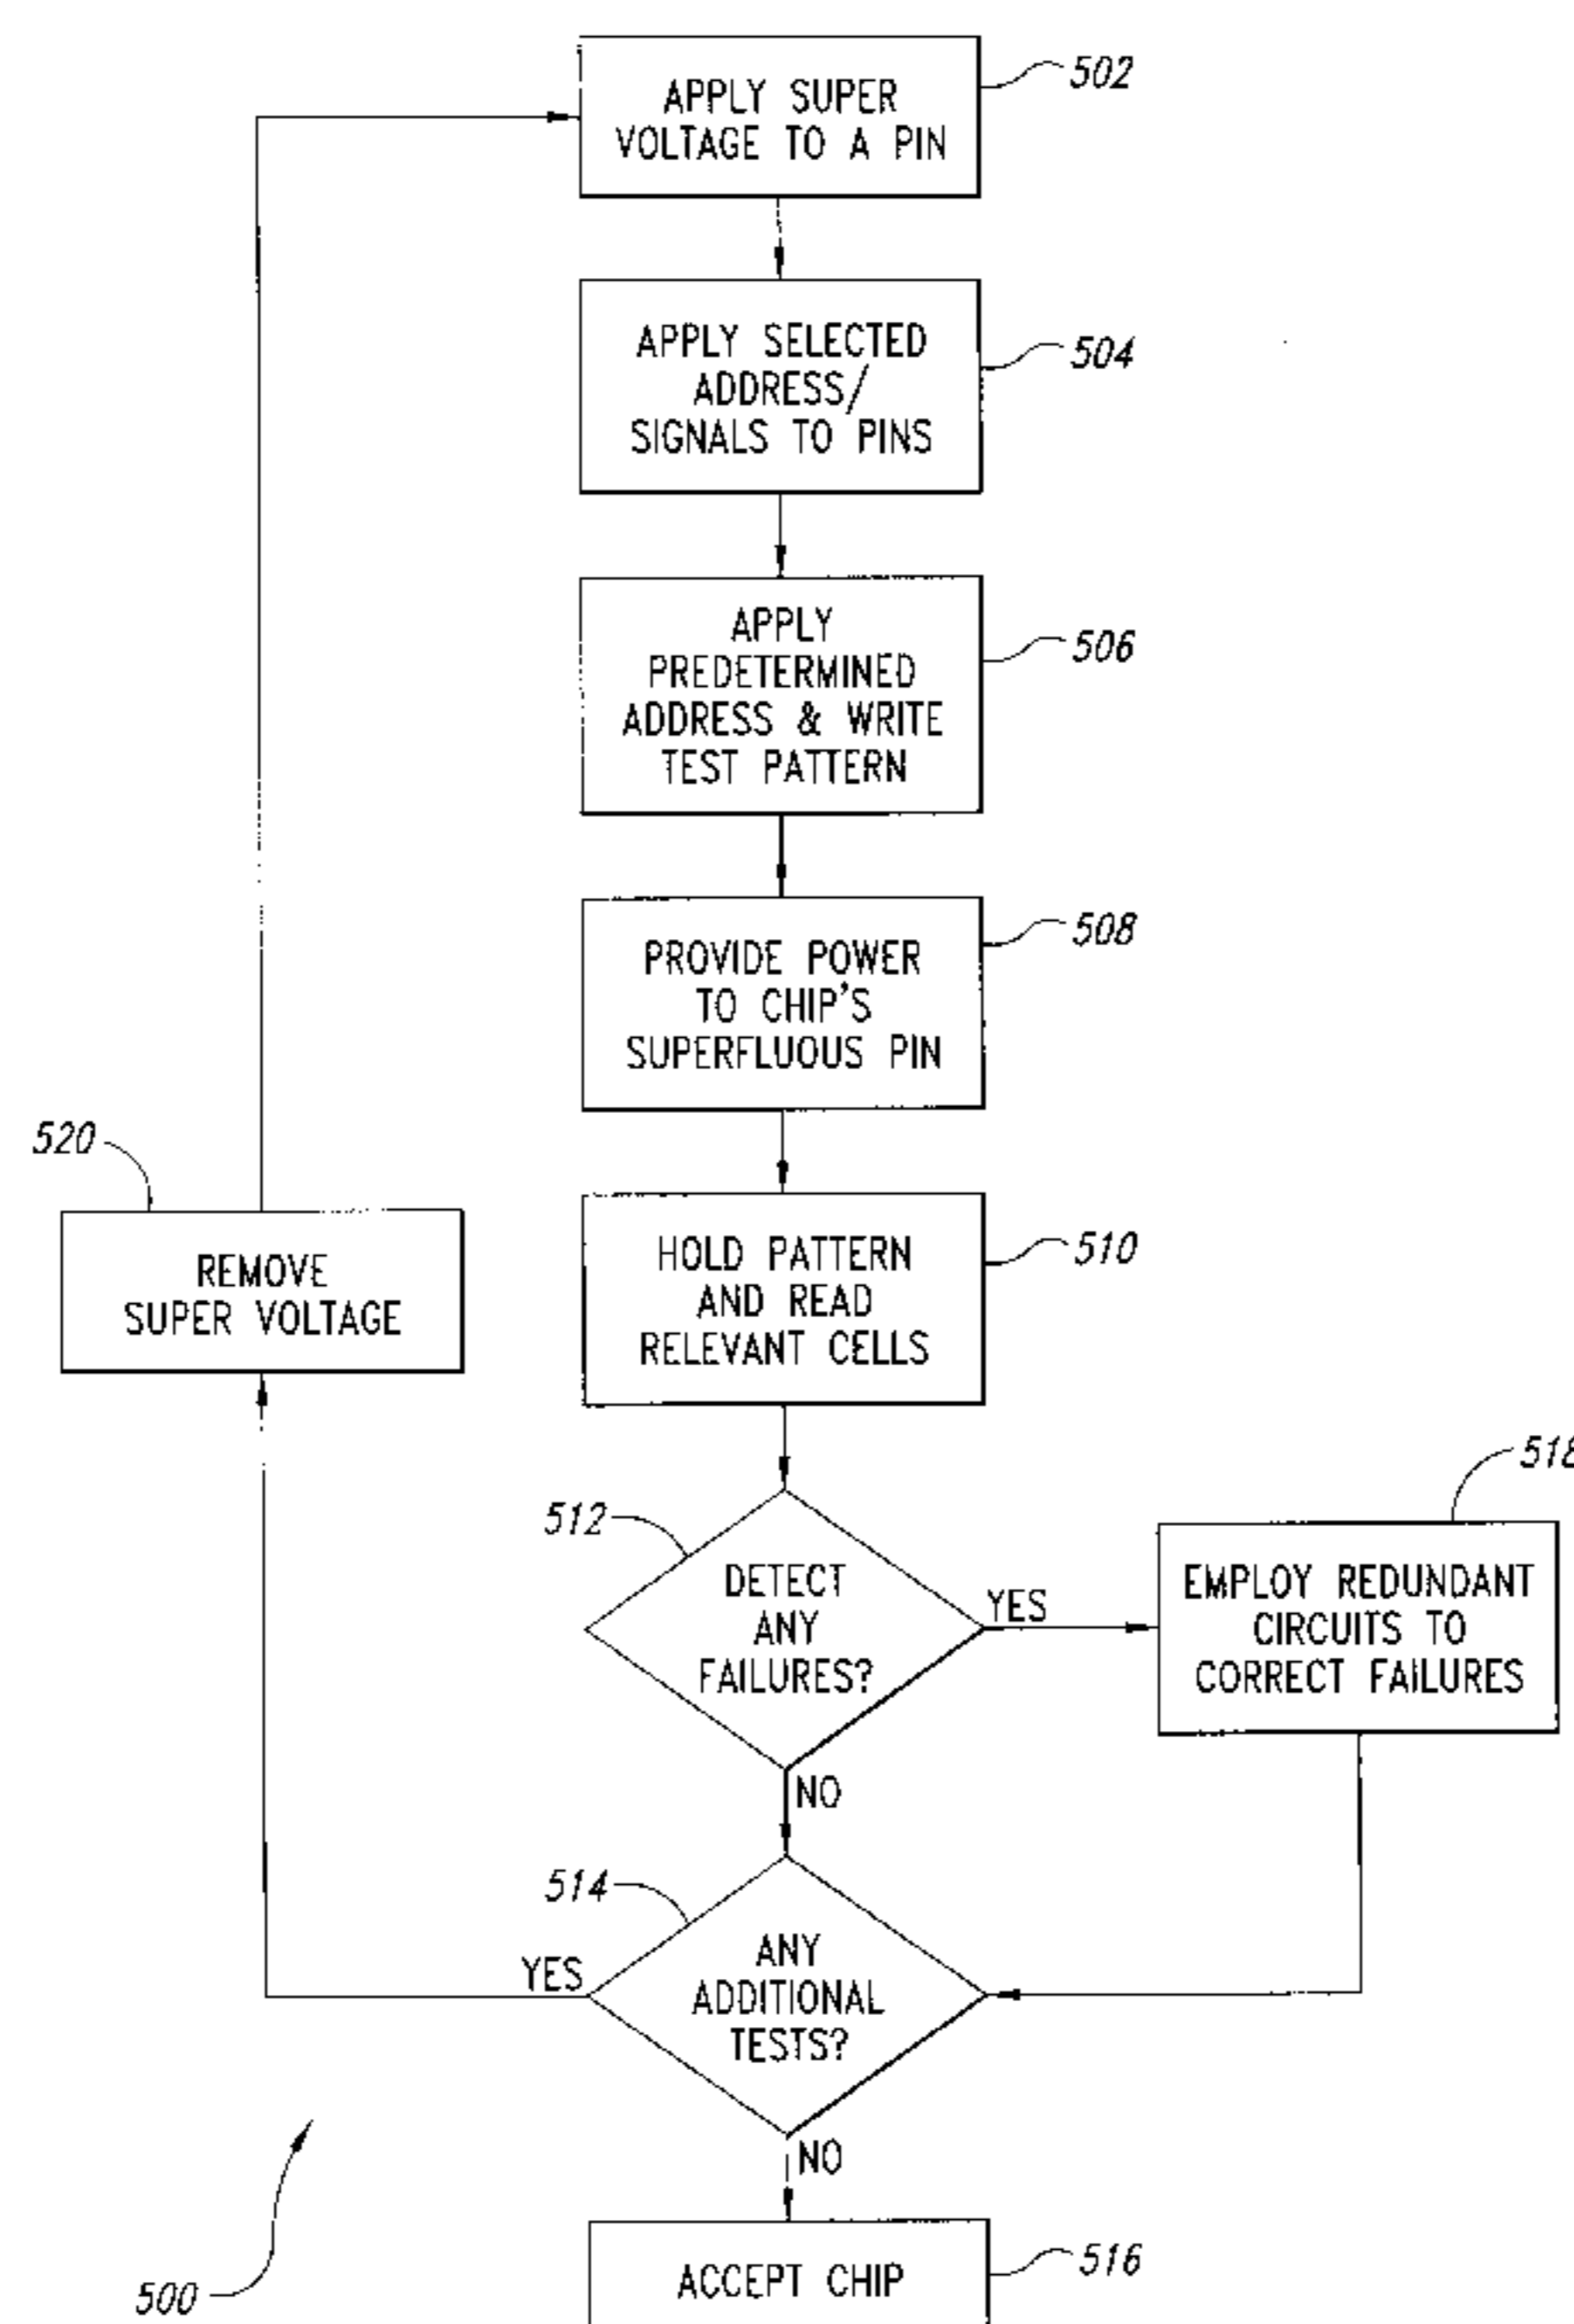 APPLY SUPER
VOLTAGE TO A PIN
502
APPLY SELECTED
ADDRESS/
SIGNALS TO PINS
504
APPLY
PREDETERMINED
ADDRESS & WRITE
TEST PATTERN
506
PROVIDE POWER
TO CHIP'S
SUPERFLUOUS PIN
508
520
REMOVE
SUPER VOLTAGE
HOLD PATTERN
AND READ
RELEVANT CELLS
510
512
DETECT
ANY
FAILURES?
YES
518
EMPLOY REDUNDANT
CIRCUITS TO
CORRECT FAILURES
NO
514
ANY
ADDITIONAL
TESTS?
YES
NO
ACCEPT CHIP
516
500